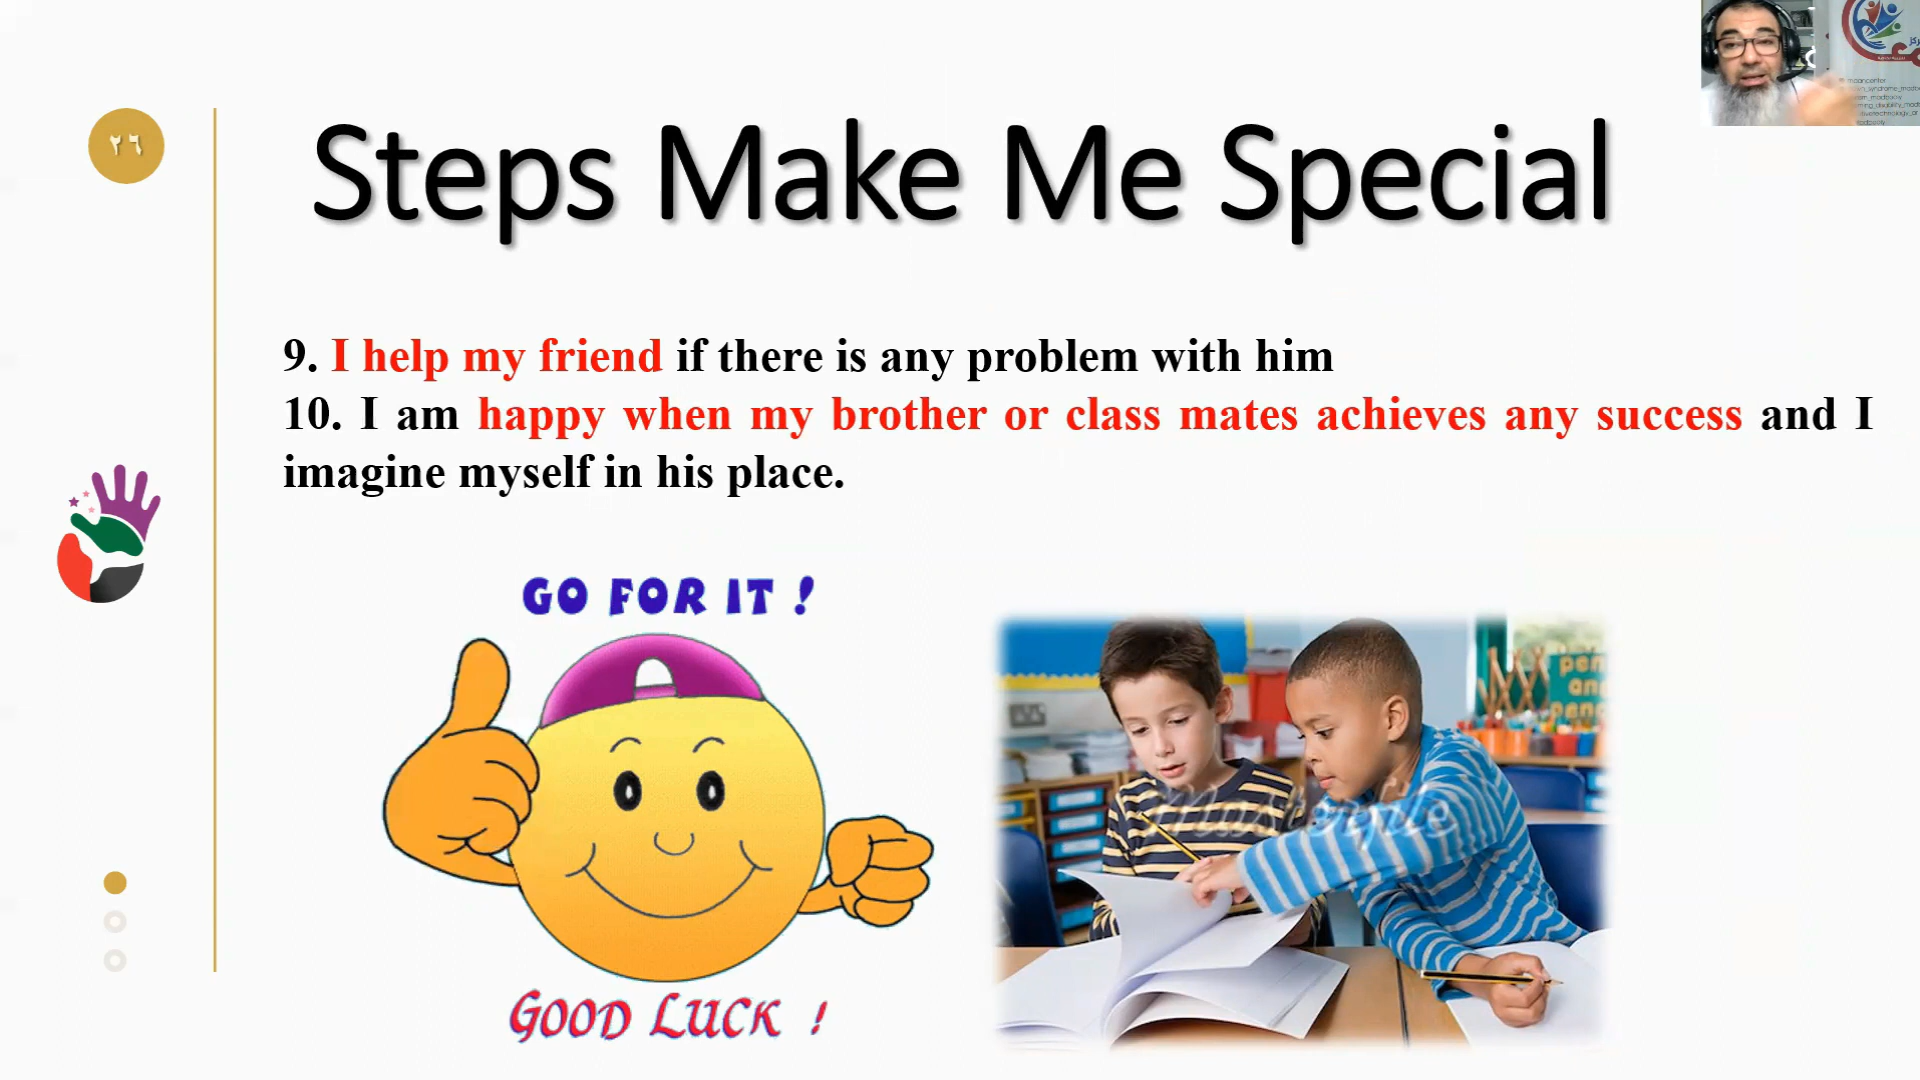 ٢٦
Steps Make Me Special
9. I help my friend if there is any problem with him
10. I am happy when my brother or class mates achieves any success and I
imagine myself in his place.
GO FOR IT !
GOOD LUCK !
Masterfile